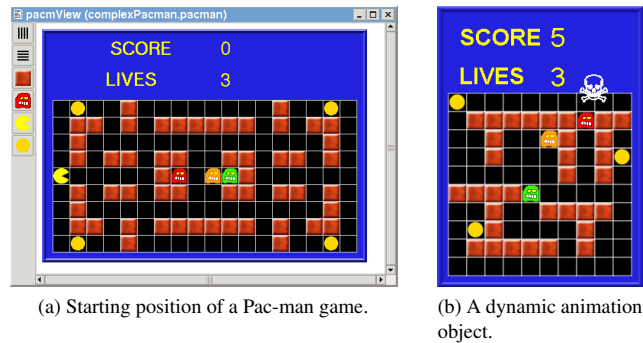 pacmView (complexPacman.pacman)
SCORE 0
LIVES 3
SCORE 5
LIVES 3
(a) Starting position of a Pac-man game.
(b) A dynamic animation
object.